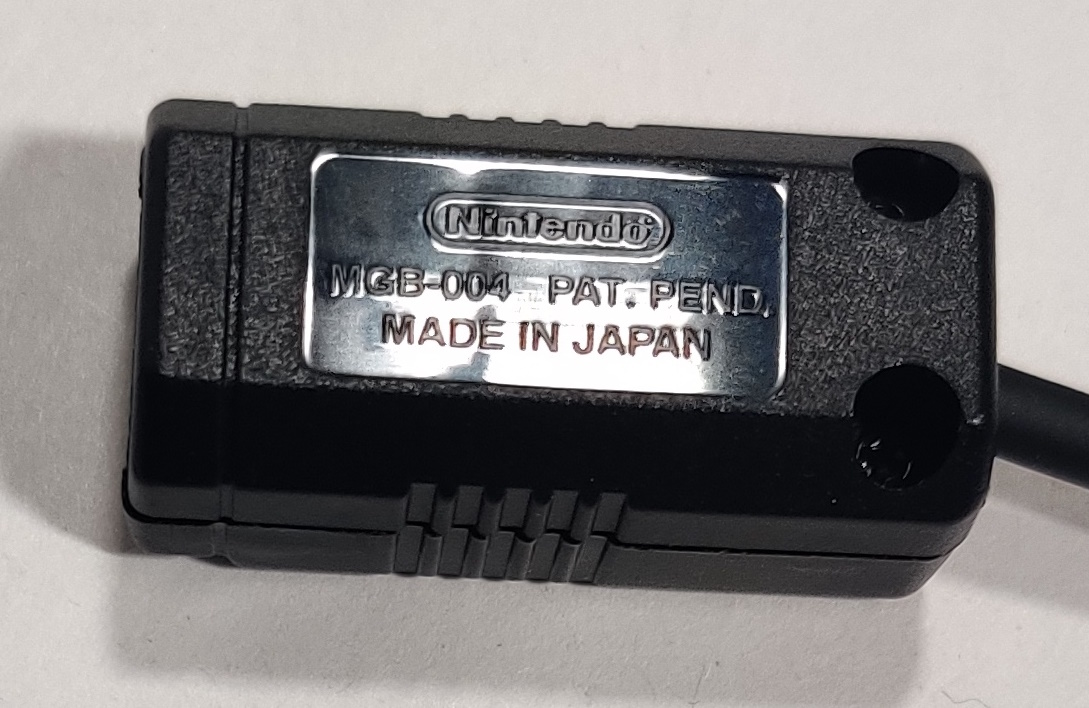 Nintendo®
MGB-004 PAT. PEND.
MADE IN JAPAN